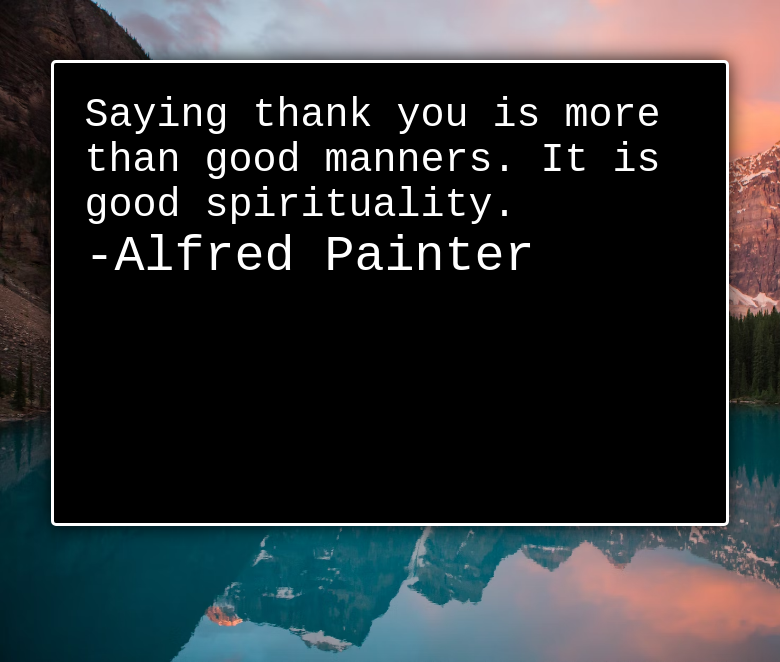 Saying thank you is more
than good manners. It is
good spirituality.
-Alfred Painter